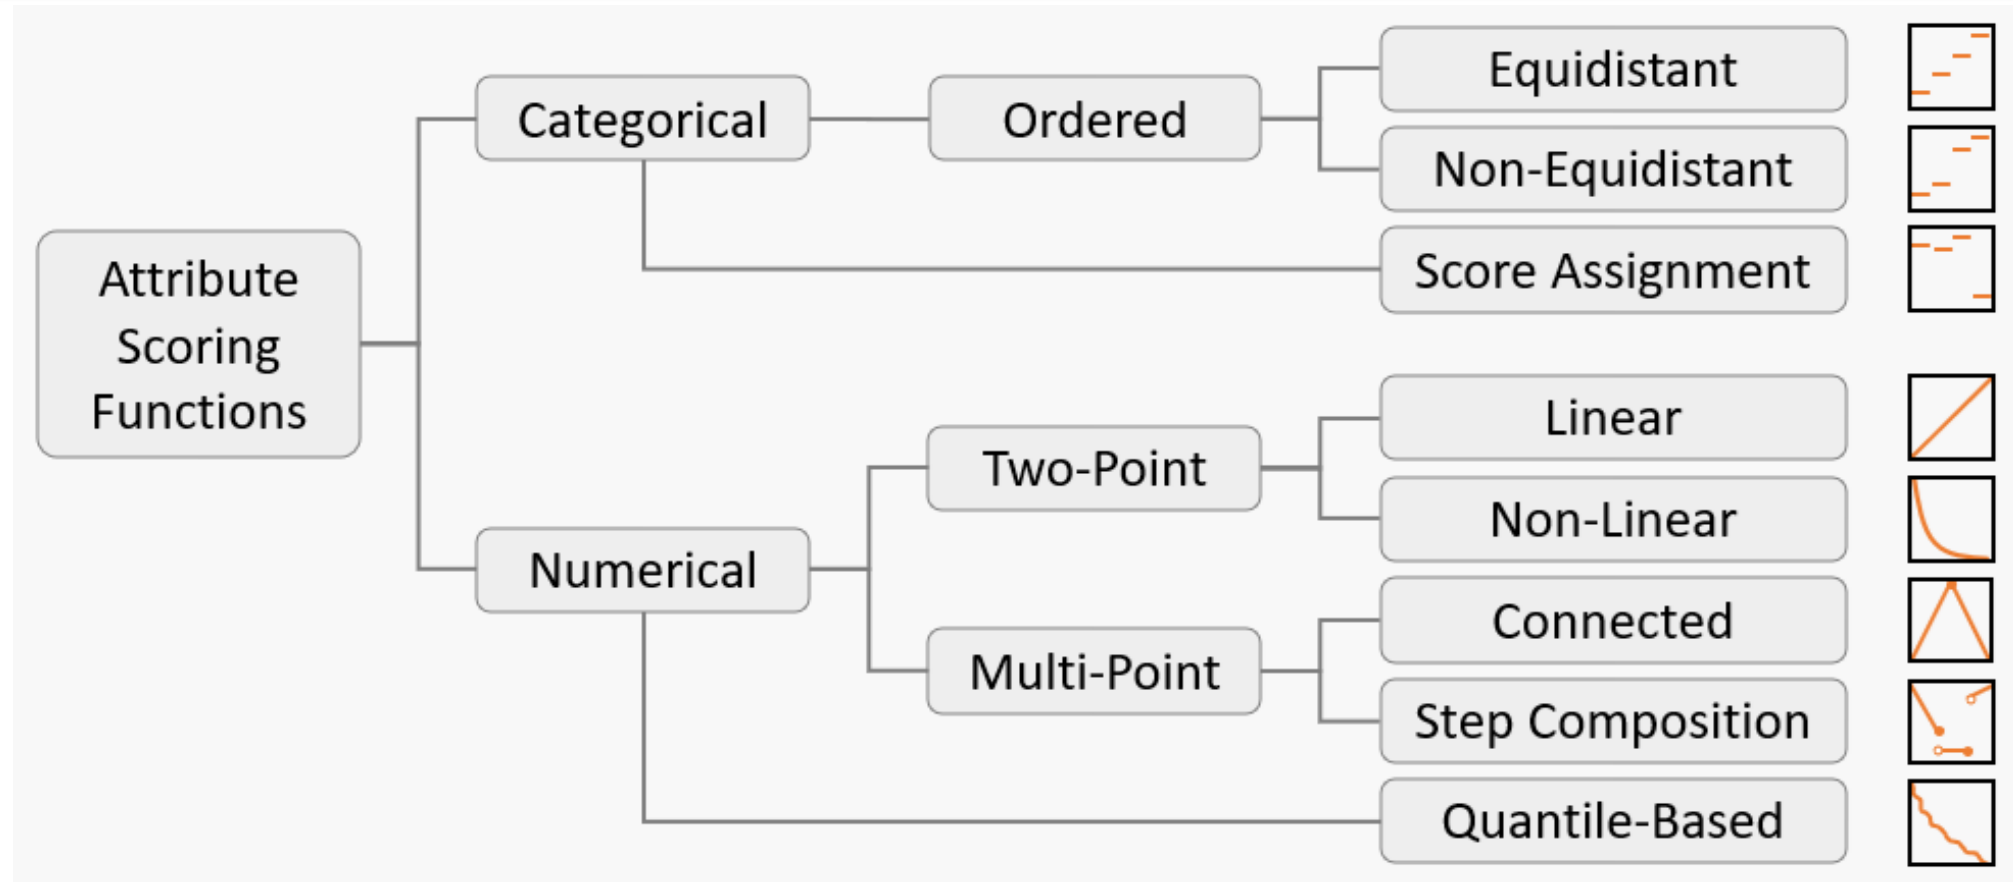 Attribute
Scoring
Functions
Categorical
Ordered
Equidistant
Non-Equidistant
Score Assignment
Numerical
Two-Point
Linear
Non-Linear
Multi-Point
Connected
Step Composition
Quantile-Based